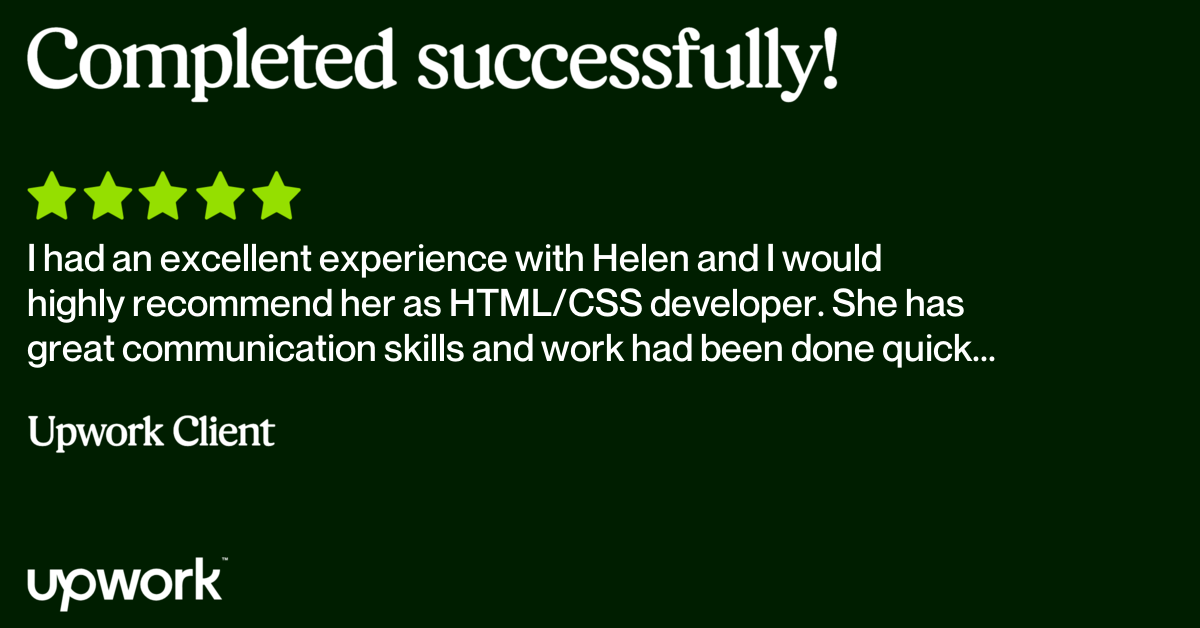 Completed successfully!
I had an excellent experience with Helen and I would
highly recommend her as HTML/CSS developer. She has
great communication skills and work had been done quick...
Upwork Client
upwork™